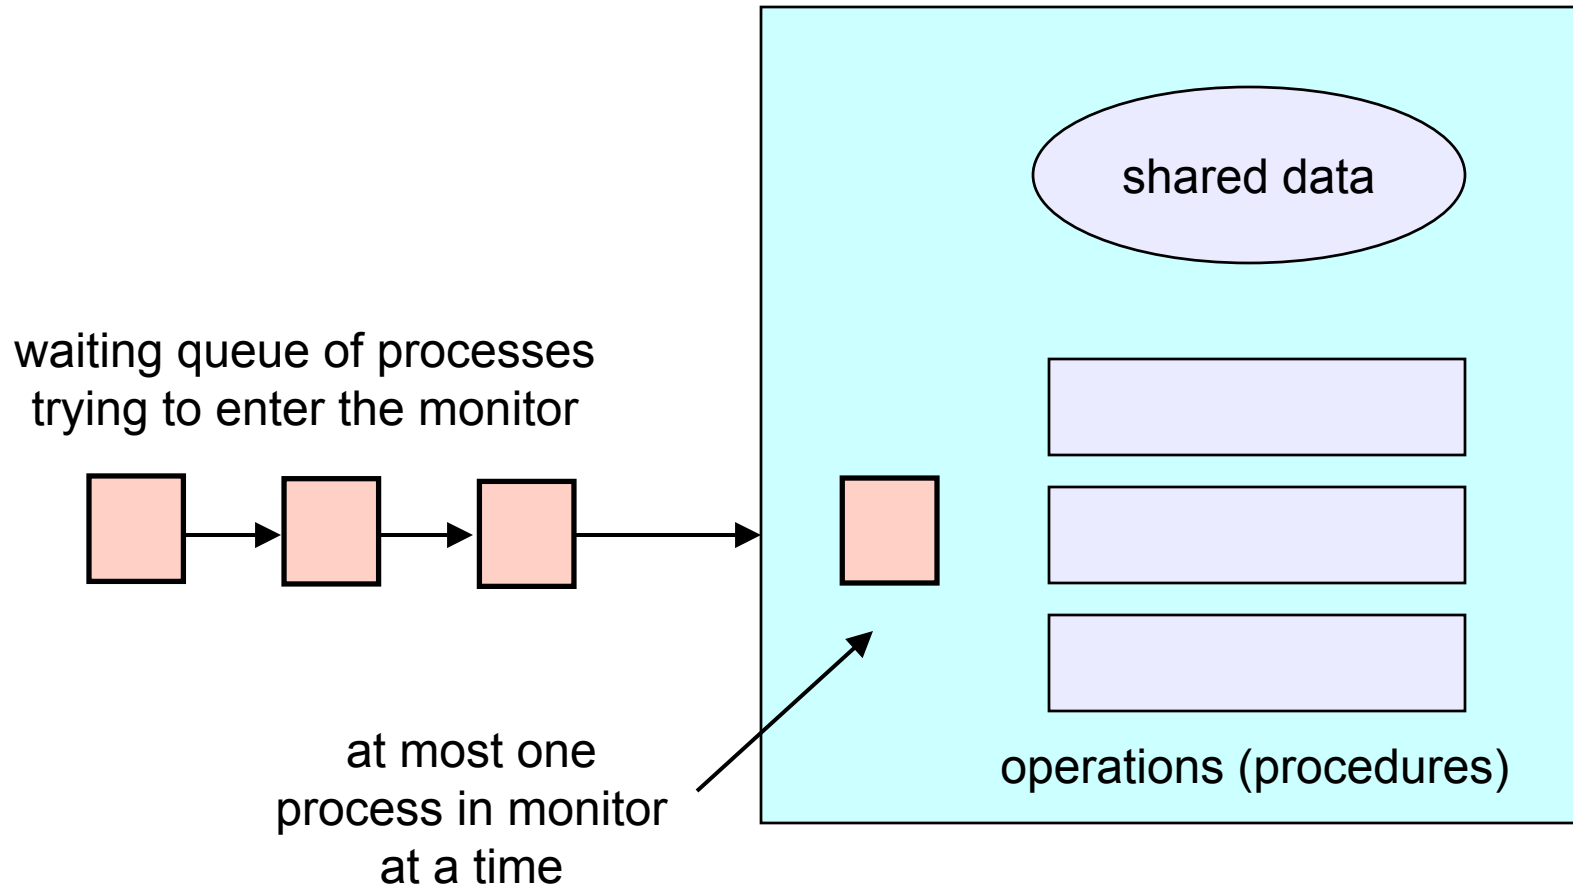 shared data
waiting queue of processes
trying to enter the monitor
at most one
process in monitor
at a time
operations (procedures)